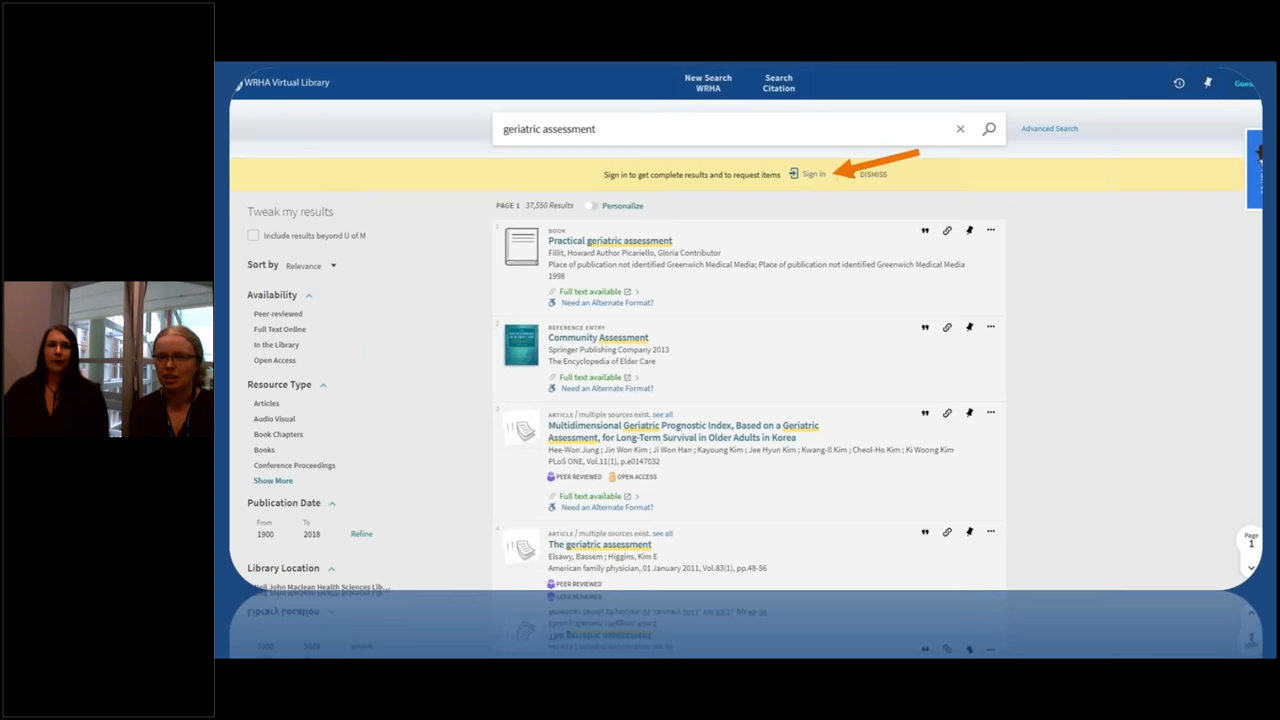 WRHA Virtual Library
New Search
WRHA
Search
Citation
Gues
geriatric assessment
Advanced Search
Sign in to get complete results and to request items
Sign in
DISMISS
Tweak my results
Include results beyond U of M
Sort by Relevance
Availability
Peer-reviewed
Full Text Online
In the Library
Open Access
Resource Type
Articles
Audio Visual
Book Chapters
Books
Conference Proceedings
Show More
Publication Date
From To
1900 2018 Refine
Library Location
Neil John Maclean Health Sciences Lib...
PAGE 1 37,550 Results Personalize
1
BOOK
Practical geriatric assessment
Fillit, Howard Author Picariello, Gloria Contributor
Place of publication not identified Greenwich Medical Media; Place of publication not identified Greenwich Medical Media
1998
Full text available
Need an Alternate Format?
2
REFERENCE ENTRY
Community Assessment
Springer Publishing Company 2013
The Encyclopedia of Elder Care
Full text available
Need an Alternate Format?
3
ARTICLE / multiple sources exist. see all
Multidimensional Geriatric Prognostic Index, Based on a Geriatric
Assessment, for Long-Term Survival in Older Adults in Korea
Hee-Won Jung ; Jin Won Kim ; Ji Won Han ; Kayoung Kim ; Jee Hyun Kim ; Kwang-Il Kim ; Cheol-Ho Kim ; Ki Woong Kim
PLoS ONE, Vol.11(1), p.e0147032
PEER REVIEWED OPEN ACCESS
Full text available
Need an Alternate Format?
4
ARTICLE / multiple sources exist. see all
The geriatric assessment
Elsawy, Bassem ; Higgins, Kim E
American family physician, 01 January 2011, Vol.83(1), pp.48-56
PEER REVIEWED
Page
1